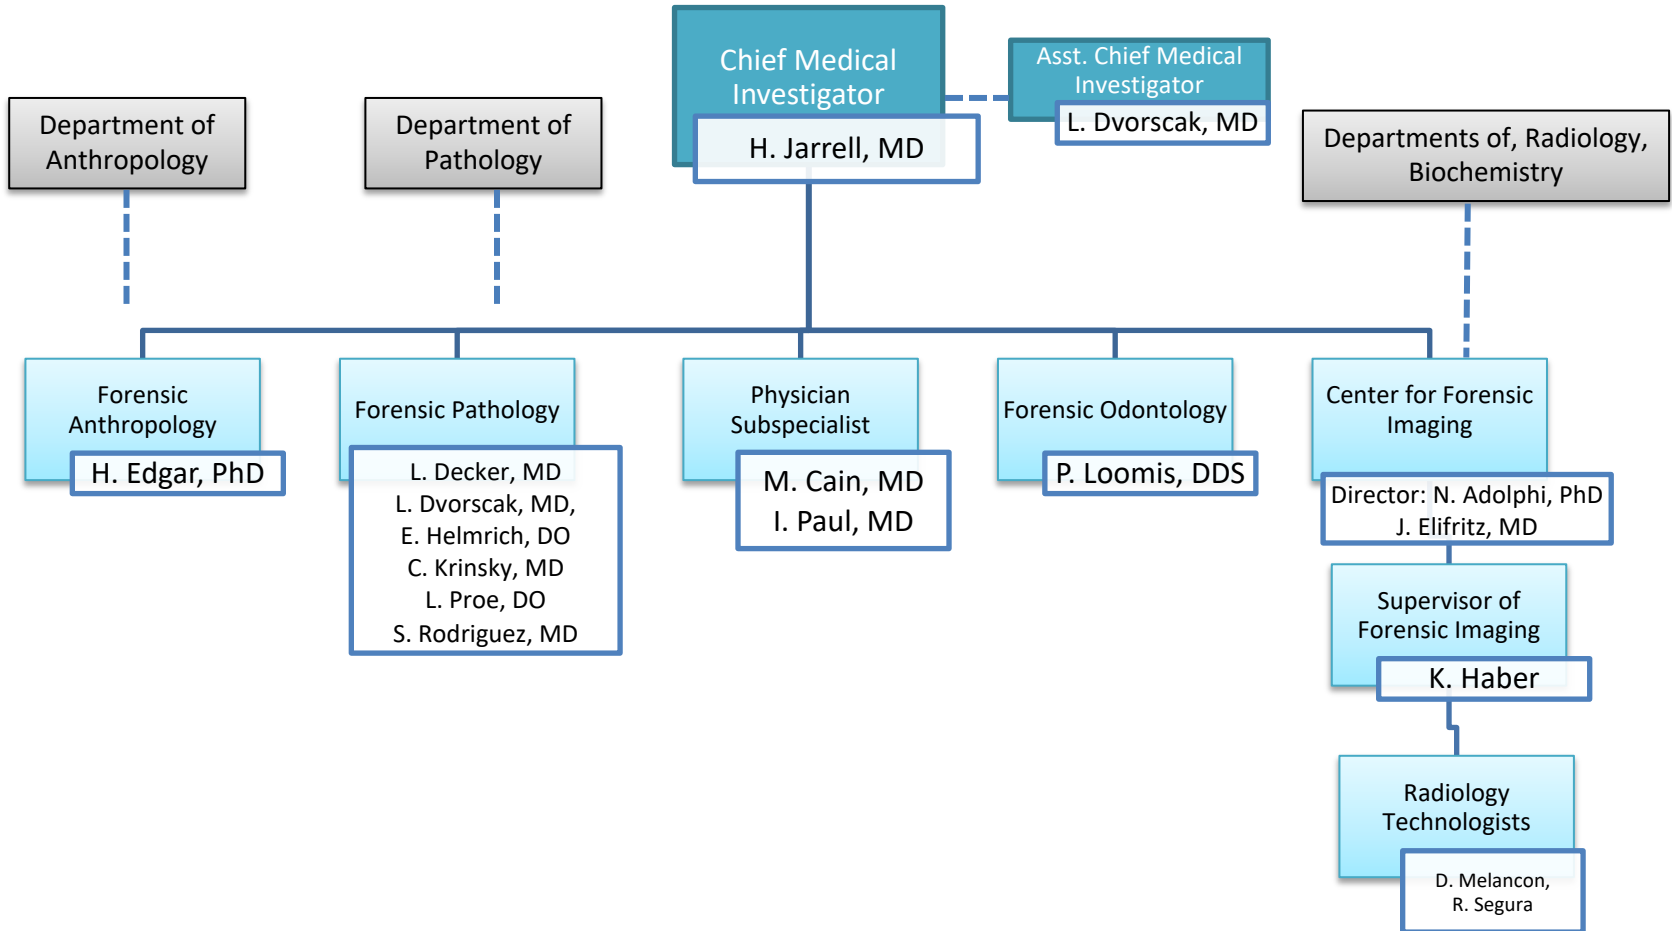 Chief Medical
Investigator
H. Jarrell, MD
Asst. Chief Medical
Investigator
L. Dvorscak, MD
Department of
Anthropology
Department of
Pathology
Departments of, Radiology,
Biochemistry
Forensic
Anthropology
H. Edgar, PhD
Forensic Pathology
L. Decker, MD
L. Dvorscak, MD,
E. Helmrich, DO
C. Krinsky, MD
L. Proe, DO
S. Rodriguez, MD
Physician
Subspecialist
M. Cain, MD
I. Paul, MD
Forensic Odontology
P. Loomis, DDS
Center for Forensic
Imaging
Director: N. Adolphi, PhD
J. Elifritz, MD
Supervisor of
Forensic Imaging
K. Haber
Radiology
Technologists
D. Melancon,
R. Segura